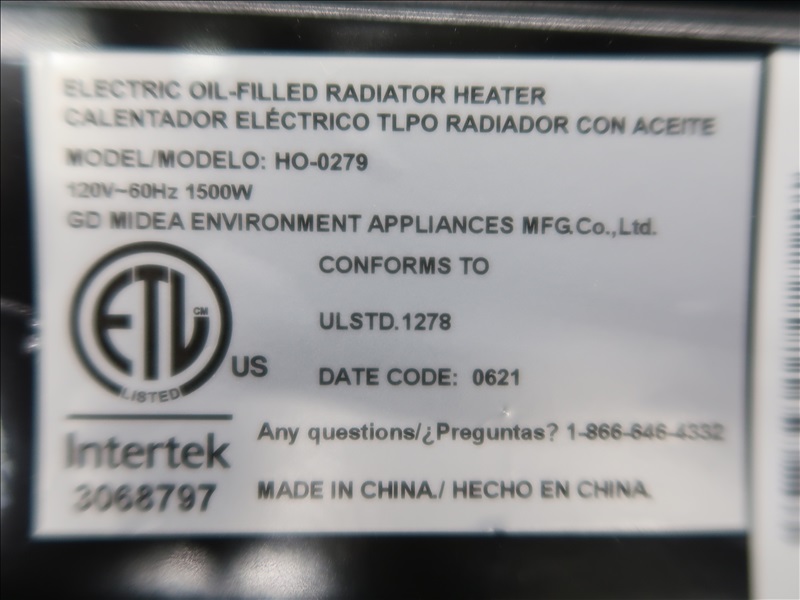 ELECTRIC OIL-FILLED RADIATOR HEATER
CALENTADOR ELÉCTRICO TLPO RADIADOR CON ACEITE
MODEL/MODELO: HO-0279
120V~60Hz 1500W
GD MIDEA ENVIRONMENT APPLIANCES MFG.Co.,Ltd.
ETL CM
LISTED
US
CONFORMS TO
ULSTD.1278
DATE CODE: 0621
Intertek
3068797
Any questions/¿Preguntas? 1-866-646-4332
MADE IN CHINA./ HECHO EN CHINA.